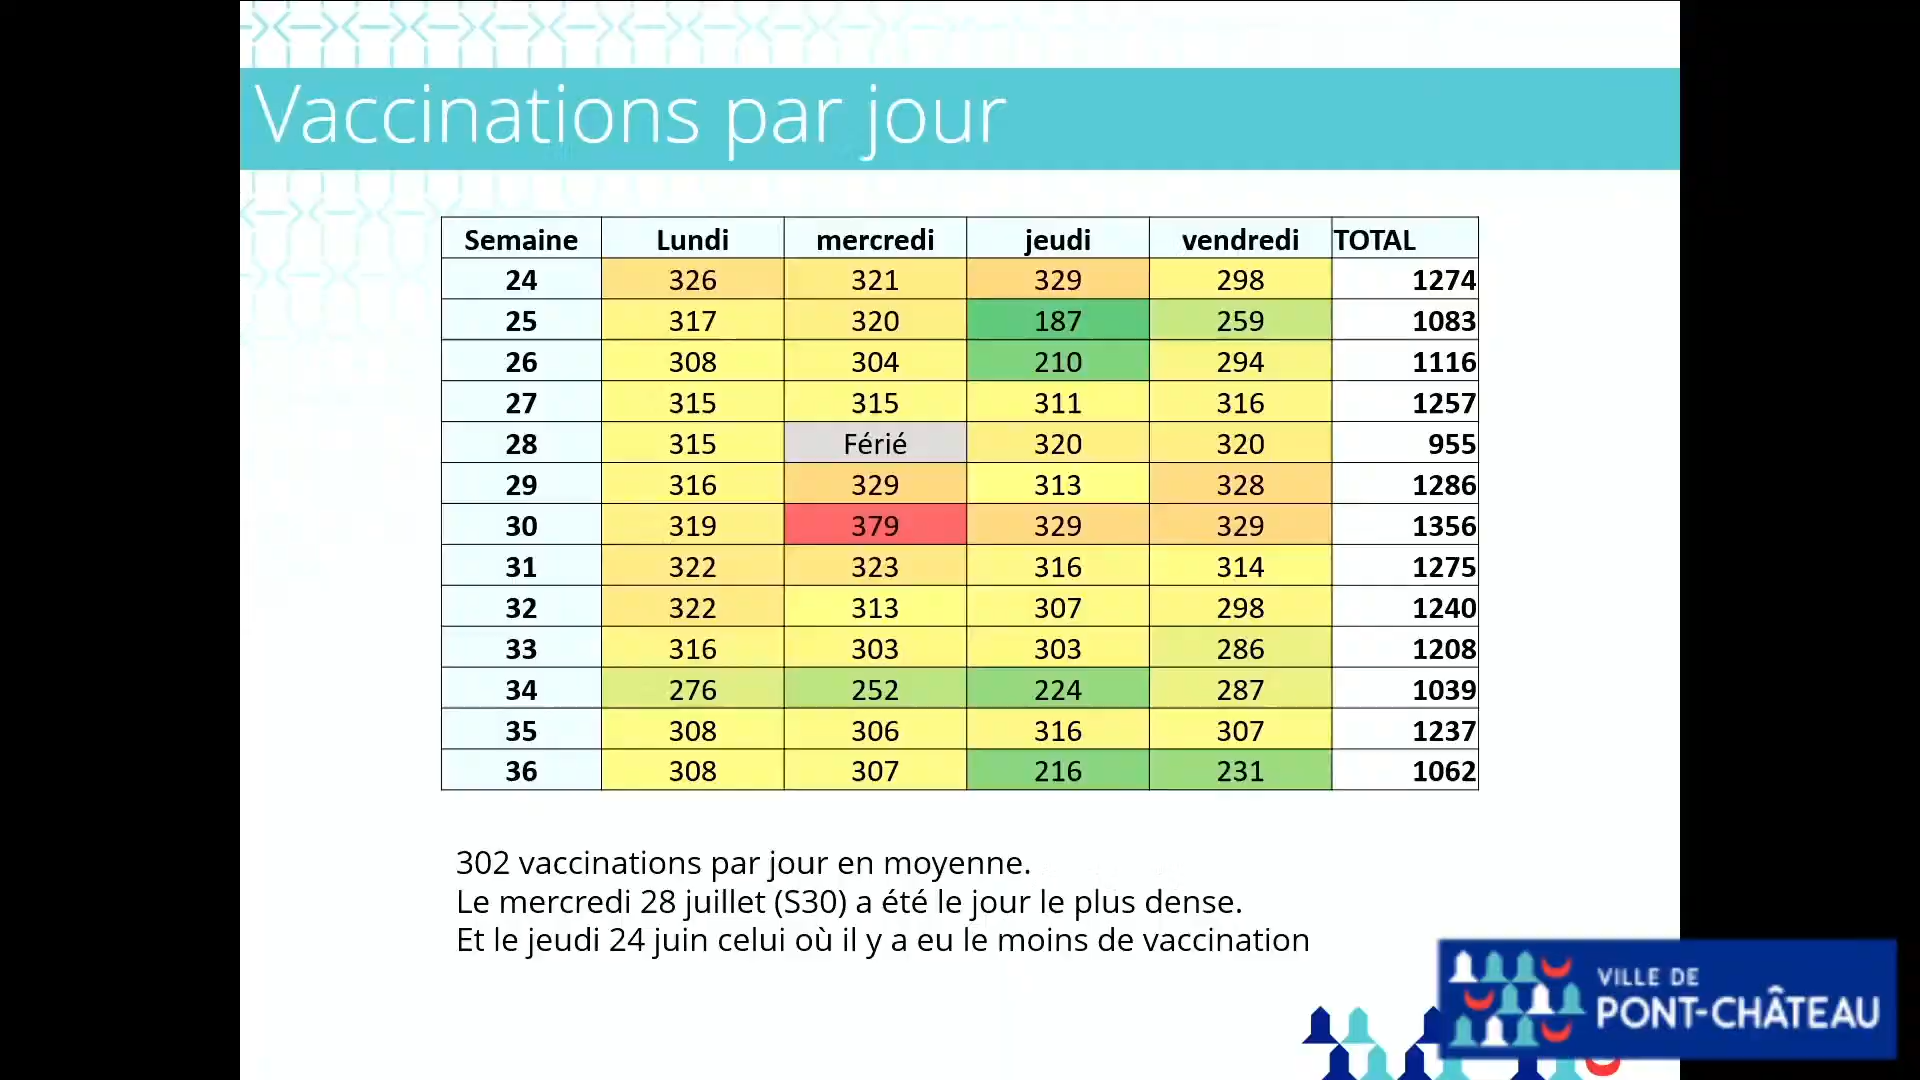 Vaccinations par jour
Semaine Lundi mercredi jeudi vendredi TOTAL
24 326 321 329 298 1274
25 317 320 187 259 1083
26 308 304 210 294 1116
27 315 315 311 316 1257
28 315 Férié 320 320 955
29 316 329 313 328 1286
30 319 379 329 329 1356
31 322 323 316 314 1275
32 322 313 307 298 1240
33 316 303 303 286 1208
34 276 252 224 287 1039
35 308 306 316 307 1237
36 308 307 216 231 1062
302 vaccinations par jour en moyenne.
Le mercredi 28 juillet (S30) a été le jour le plus dense.
Et le jeudi 24 juin celui où il y a eu le moins de vaccination
VILLE DE
PONT-CHÂTEAU